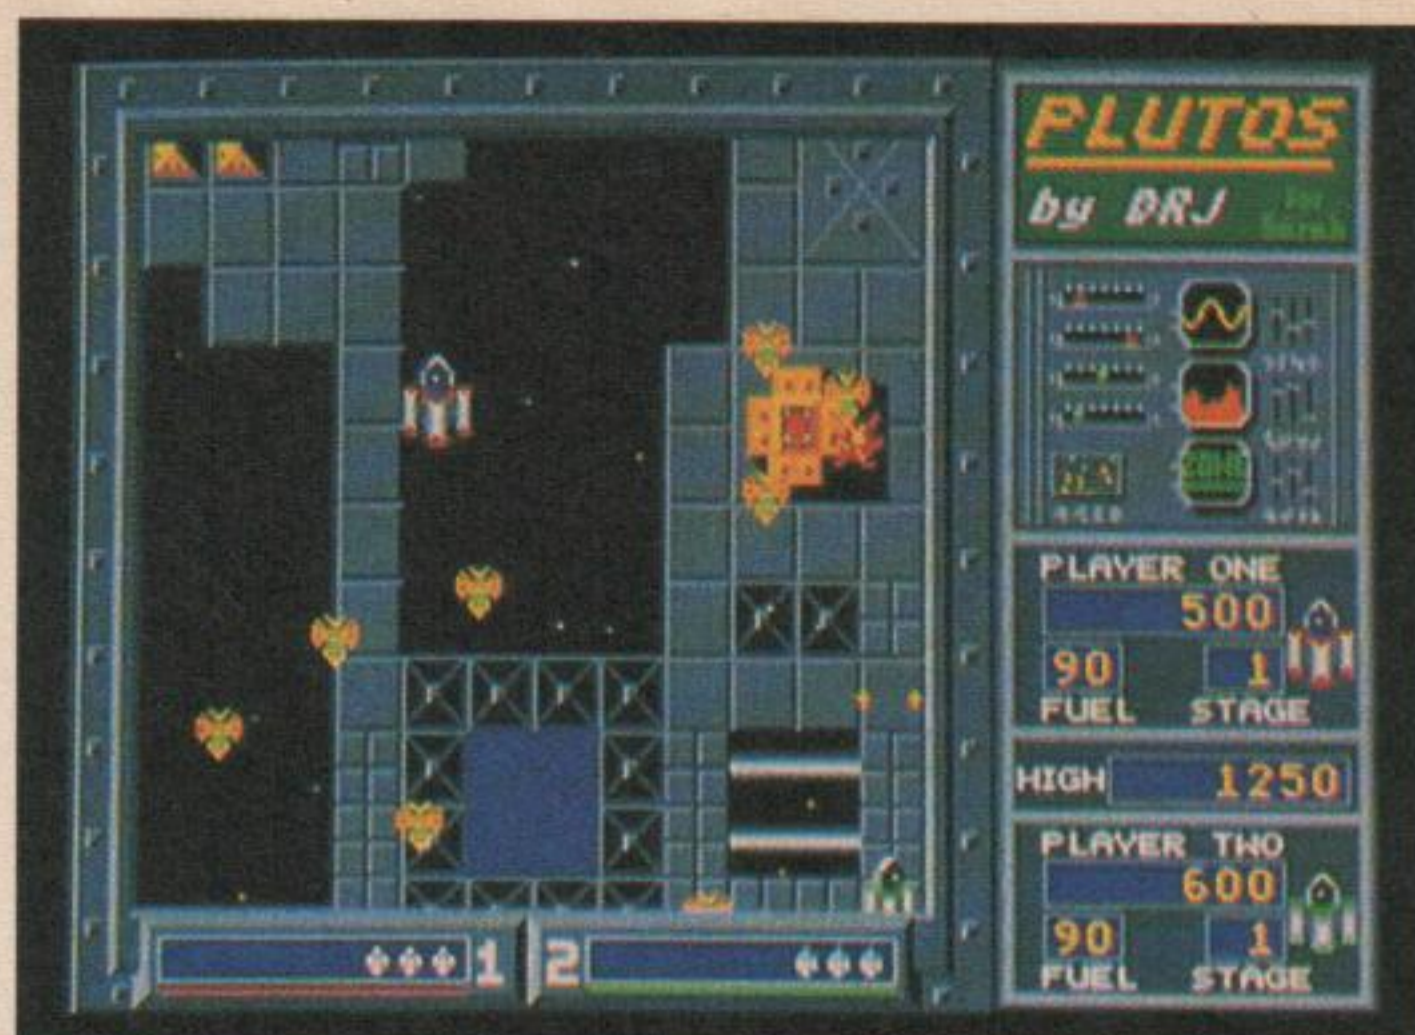 PLUTOS
by DRJ
PLAYER ONE
500
90 1
FUEL STAGE
HIGH 1250
PLAYER TWO
600
90 1
FUEL STAGE
1 2